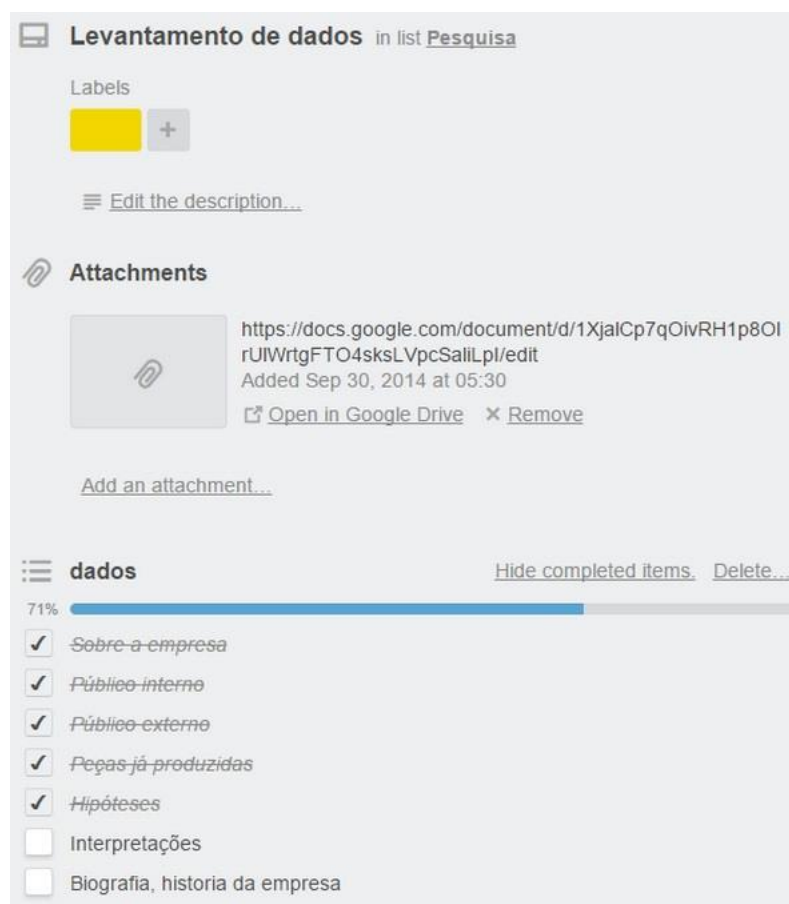 Levantamento de dados in list Pesquisa
Labels
+
Edit the description...
Attachments
https://docs.google.com/document/d/1XjalCp7qOivRH1p8Ol
rUlWrtgFTO4sksLVpcSaliLpl/edit
Added Sep 30, 2014 at 05:30
Open in Google Drive × Remove
Add an attachment...
dados Hide completed items. Delete...
71%
Sobre a empresa
Público interno
Público externo
Peças já produzidas
Hipóteses
Interpretações
Biografia, historia da empresa